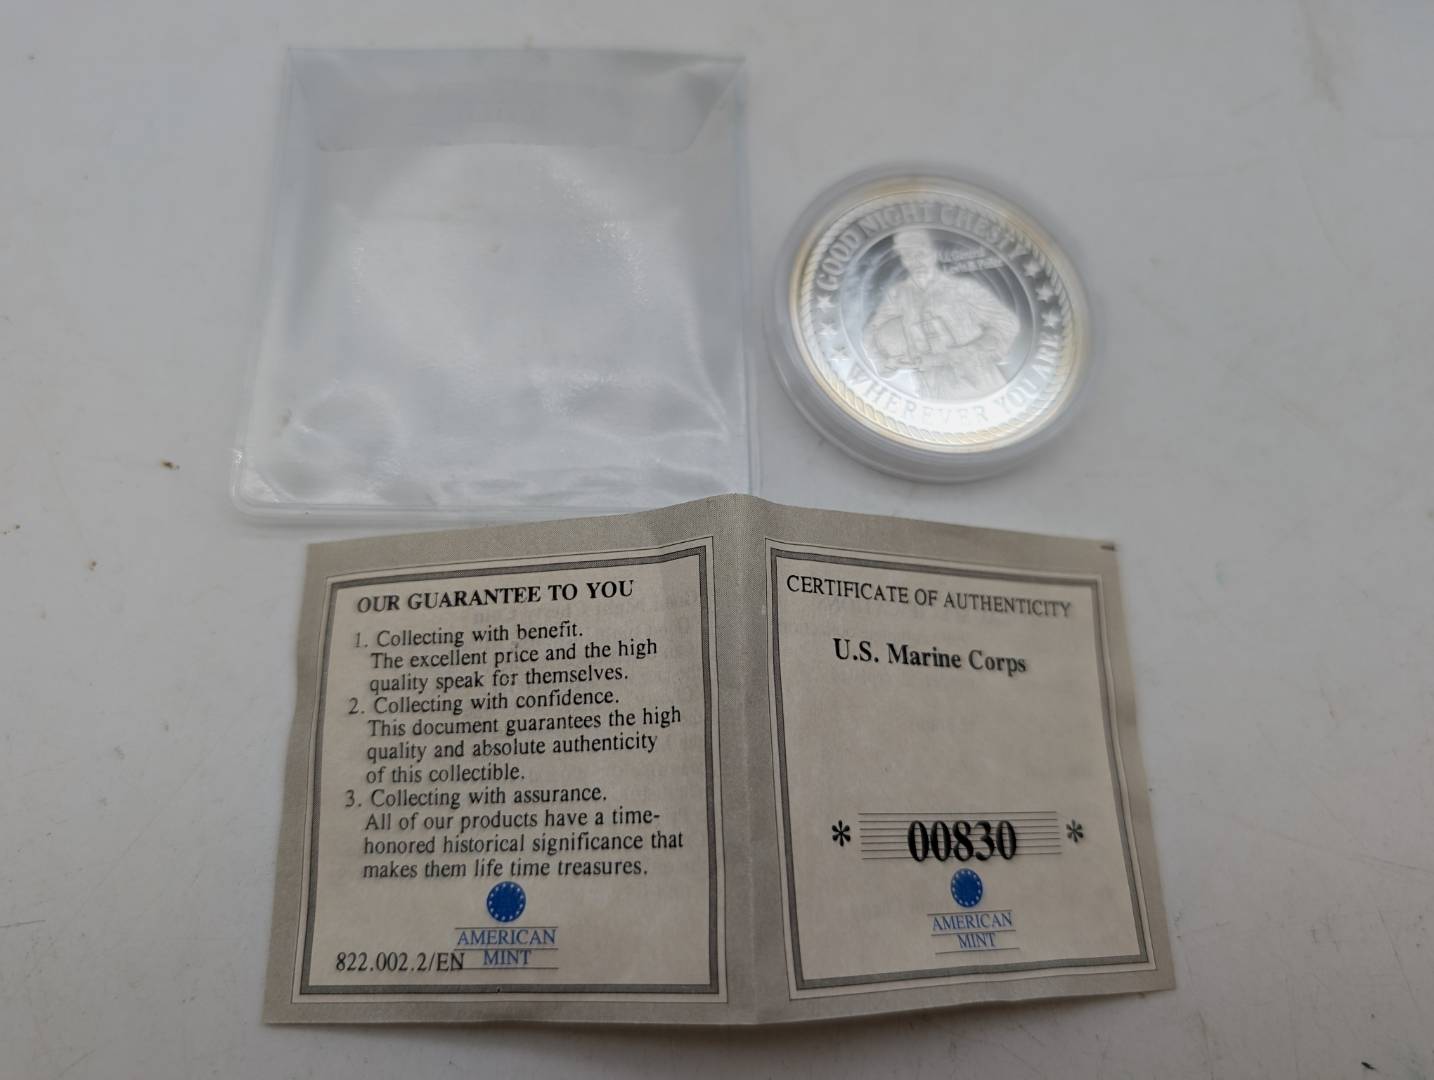 GOOD NIGHT CHESTY
WHEREVER YOU ARE
OUR GUARANTEE TO YOU
1. Collecting with benefit.
The excellent price and the high
quality speak for themselves.
2. Collecting with confidence.
This document guarantees the high
quality and absolute authenticity
of this collectible.
3. Collecting with assurance.
All of our products have a time-
honored historical significance that
makes them life time treasures.
AMERICAN
MINT
822.002.2/EN
CERTIFICATE OF AUTHENTICITY
U.S. Marine Corps
* 00830 *
AMERICAN
MINT